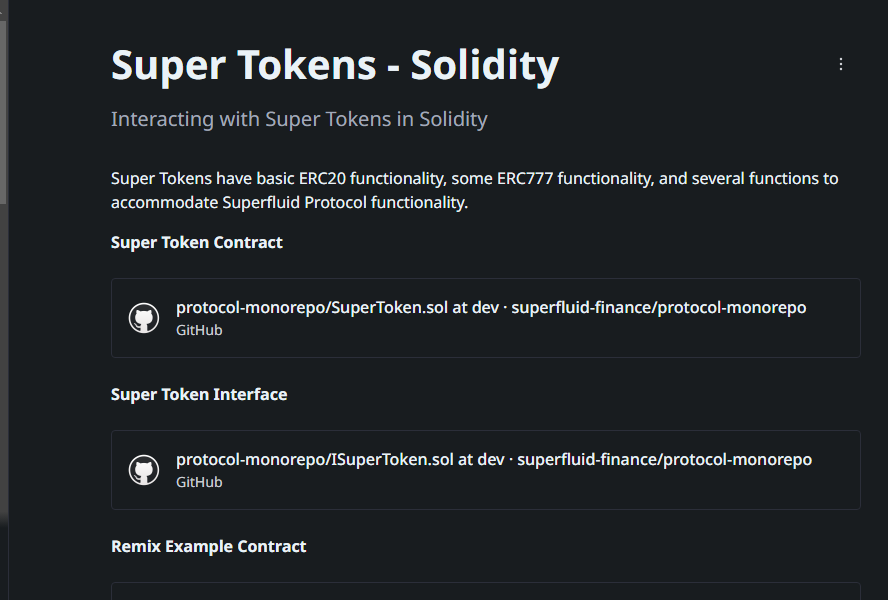 Super Tokens - Solidity
Interacting with Super Tokens in Solidity
Super Tokens have basic ERC20 functionality, some ERC777 functionality, and several functions to
accommodate Superfluid Protocol functionality.
Super Token Contract
protocol-monorepo/SuperToken.sol at dev · superfluid-finance/protocol-monorepo
GitHub
Super Token Interface
protocol-monorepo/ISuperToken.sol at dev · superfluid-finance/protocol-monorepo
GitHub
Remix Example Contract